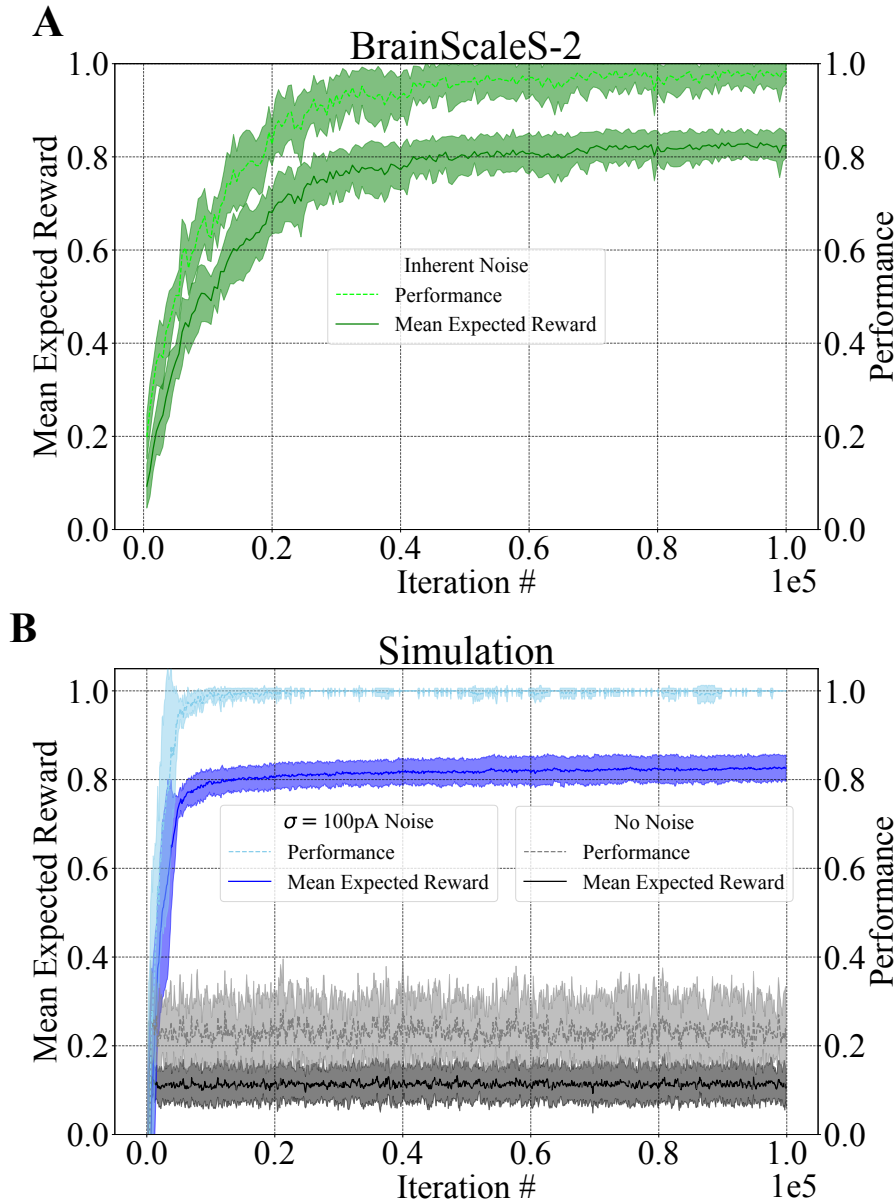 A
BrainScaleS-2
Mean Expected Reward
Performance
1.0
0.8
0.6
0.4
0.2
0.0
1.0
0.8
0.6
0.4
0.2
0.0
Inherent Noise
Performance
Mean Expected Reward
0.0 0.2 0.4 0.6 0.8 1.0
1e5
Iteration #
B
Simulation
Mean Expected Reward
Performance
1.0
0.8
0.6
0.4
0.2
0.0
1.0
0.8
0.6
0.4
0.2
0.0
σ = 100pA Noise
Performance
Mean Expected Reward
No Noise
Performance
Mean Expected Reward
0.0 0.2 0.4 0.6 0.8 1.0
1e5
Iteration #